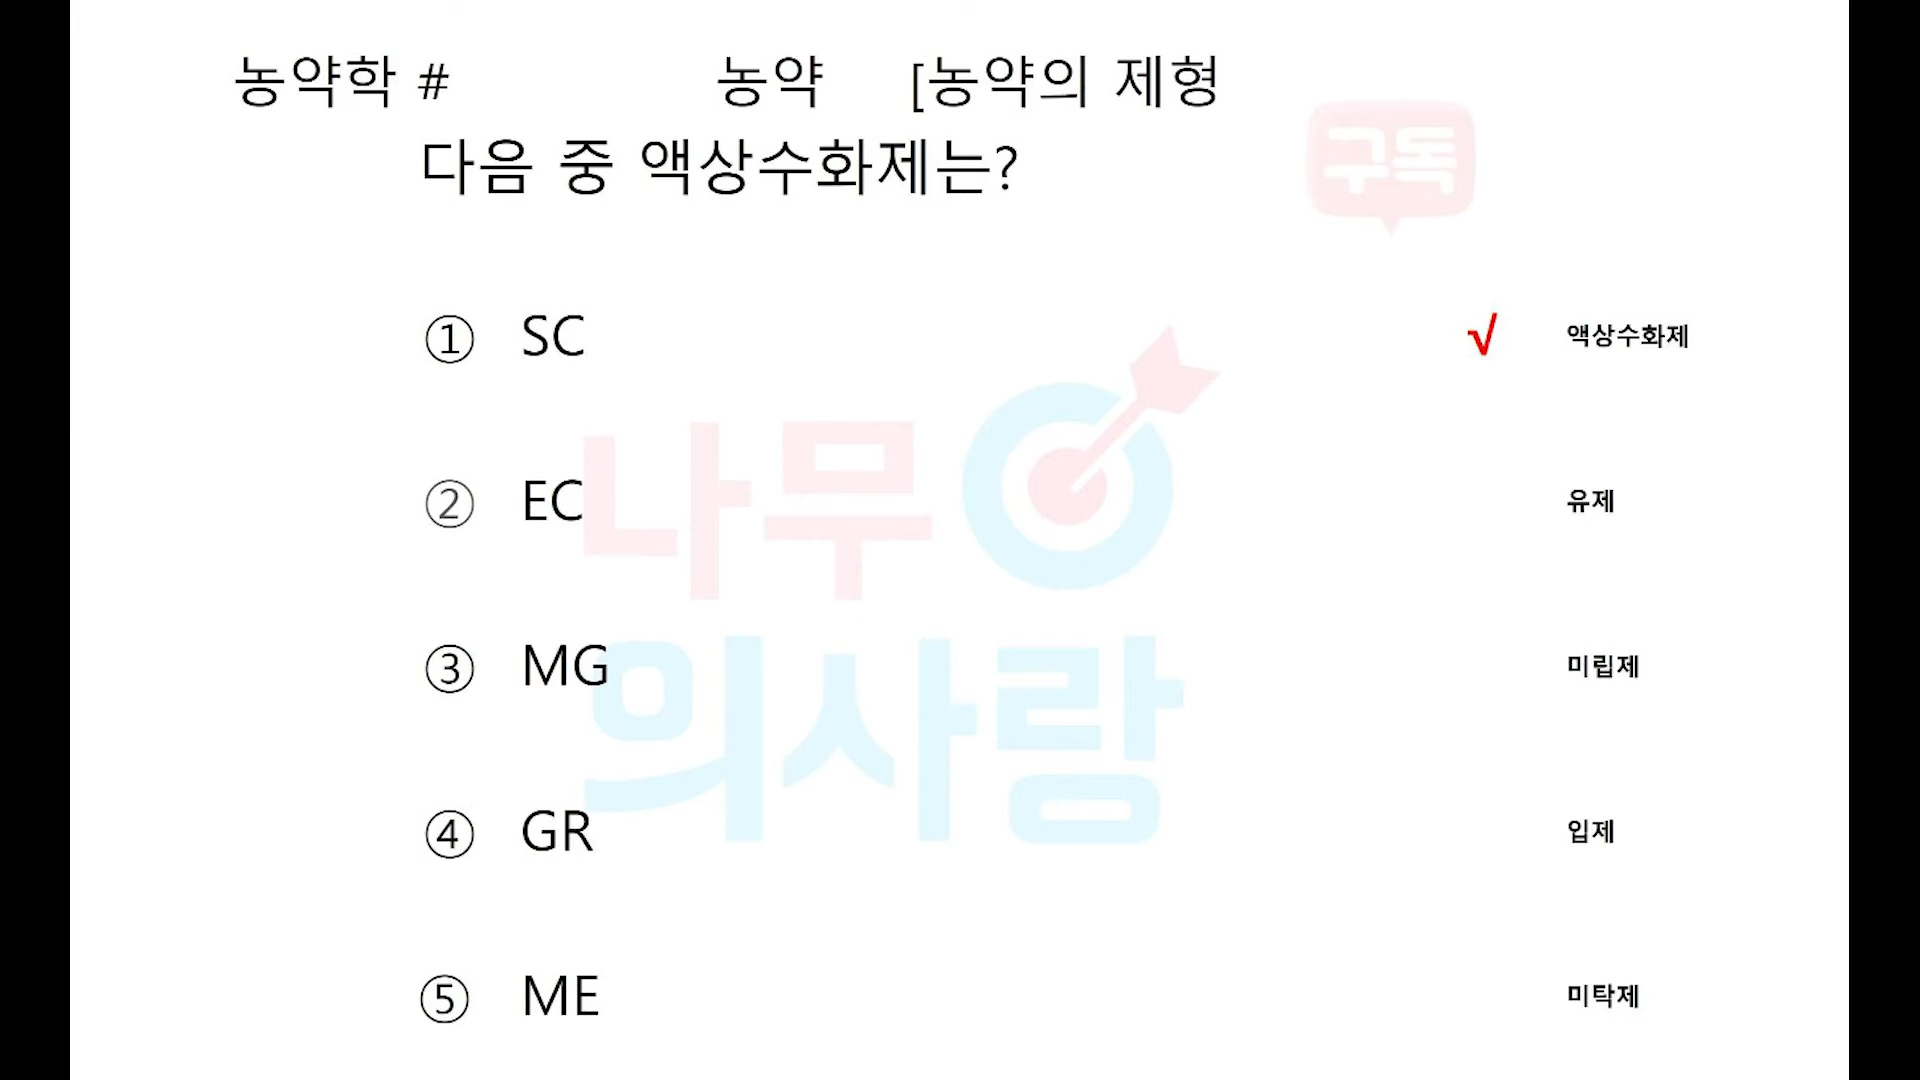 농약학 # 농약 [농약의 제형
다음 중 액상수화제는?
구독
① SC √ 액상수화제
② EC 유제
③ MG 미립제
④ GR 입제
⑤ ME 미탁제
나무
의사랑